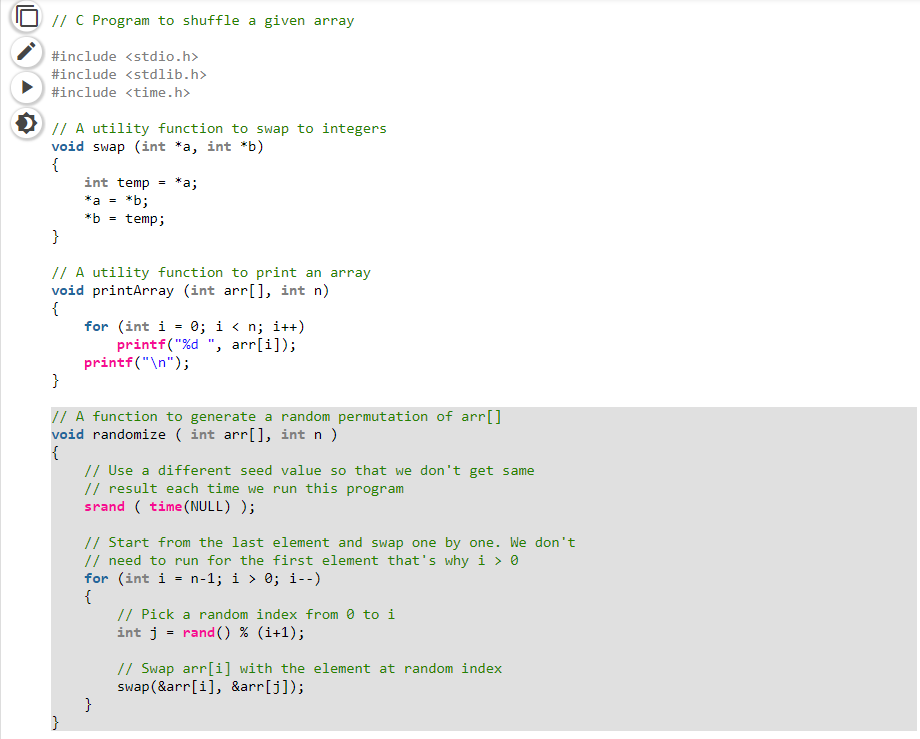 // C Program to shuffle a given array
#include <stdio.h>
#include <stdlib.h>
#include <time.h>
// A utility function to swap to integers
void swap (int *a, int *b)
{
    int temp = *a;
    *a = *b;
    *b = temp;
}
// A utility function to print an array
void printArray (int arr[], int n)
{
    for (int i = 0; i < n; i++)
        printf("%d ", arr[i]);
    printf("\n");
}
// A function to generate a random permutation of arr[]
void randomize ( int arr[], int n )
{
    // Use a different seed value so that we don't get same
    // result each time we run this program
    srand ( time(NULL) );
    // Start from the last element and swap one by one. We don't
    // need to run for the first element that's why i > 0
    for (int i = n-1; i > 0; i--)
    {
        // Pick a random index from 0 to i
        int j = rand() % (i+1);
        // Swap arr[i] with the element at random index
        swap(&arr[i], &arr[j]);
    }
}